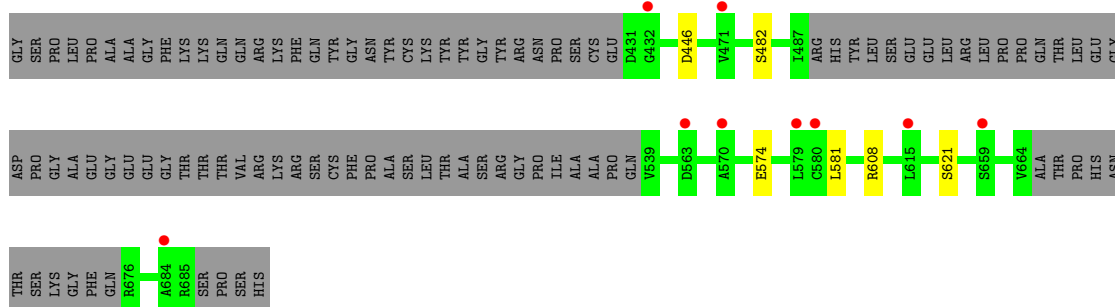 GLY SER PRO LEU PRO ALA ALA GLY PHE LYS LYS GLN GLN ARG LYS PHE GLN TYR GLY ASN TYR CYS LYS TYR TYR GLY TYR ARG ASN PRO SER CYS GLU D431 G432 D446 V471 S482 I487 ARG HIS TYR LEU SER GLU GLU LEU ARG LEU PRO PRO GLN THR LEU GLU GLY
ASP PRO GLY ALA GLU GLY GLU GLU GLY THR THR THR VAL ARG LYS ARG SER CYS PHE PRO ALA SER LEU THR ALA SER ARG GLY PRO ILE ALA ALA PRO GLN V539 D563 A570 E574 L579 C580 L581 R608 L615 S621 S659 V664 ALA THR PRO HIS ASN
THR SER LYS GLY PHE GLN R676 A684 R685 SER PRO SER HIS